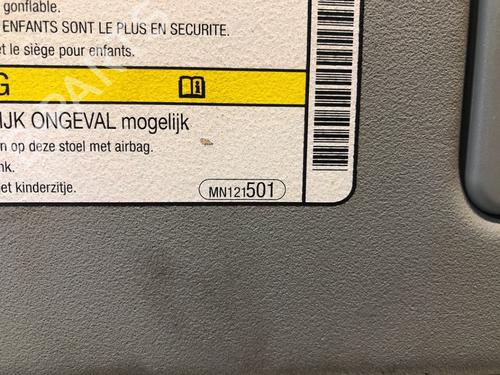 gonflable.
ENFANTS SONT LE PLUS EN SECURITE.
et le siège pour enfants.
G
IJK ONGEVAL mogelijk
en op deze stoel met airbag.
nk.
et kinderzitje.
MN121501